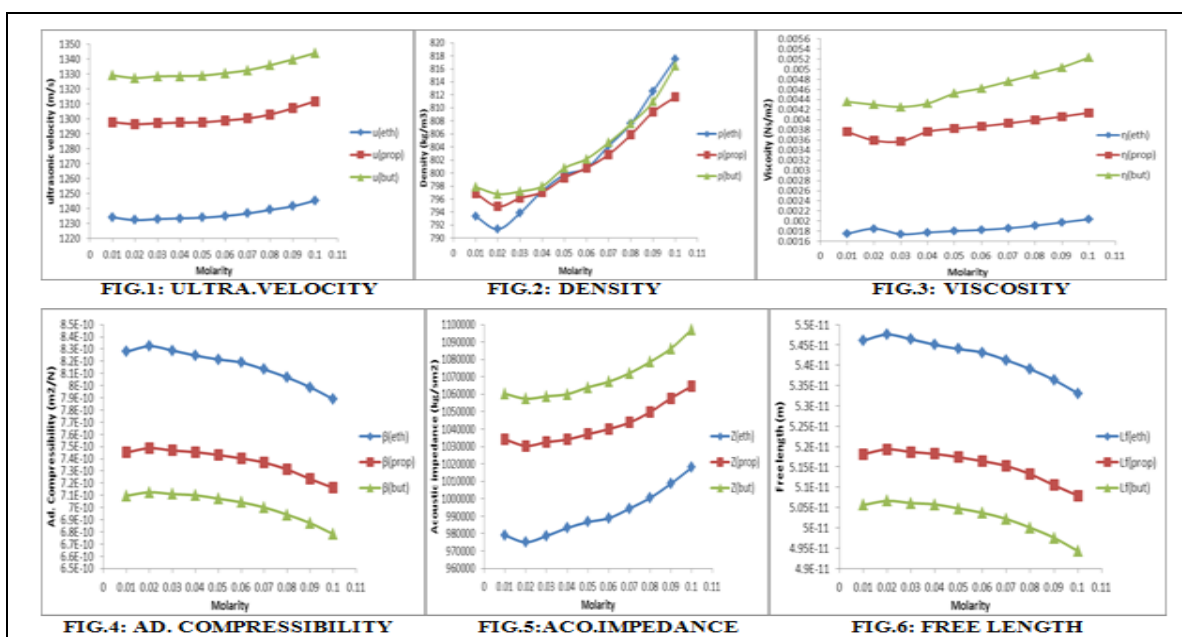 ultrasonic velocity (m/s)
1350
1340
1330
1320
1310
1300
1290
1280
1270
1260
1250
1240
1230
1220
0 0.01 0.02 0.03 0.04 0.05 0.06 0.07 0.08 0.09 0.1 0.11
Molarity
u(eth)
u(prop)
u(but)
FIG.1: ULTRA.VELOCITY
Density (kg/m3)
820
818
816
814
812
810
808
806
804
802
800
798
796
794
792
790
0 0.01 0.02 0.03 0.04 0.05 0.06 0.07 0.08 0.09 0.1 0.11
Molarity
ρ(eth)
ρ(prop)
ρ(but)
FIG.2: DENSITY
Viscosity (Ns/m2)
0.0056
0.0054
0.0052
0.005
0.0048
0.0046
0.0044
0.0042
0.004
0.0038
0.0036
0.0034
0.0032
0.003
0.0028
0.0026
0.0024
0.0022
0.002
0.0018
0.0016
0 0.01 0.02 0.03 0.04 0.05 0.06 0.07 0.08 0.09 0.1 0.11
Molarity
η(eth)
η(prop)
η(but)
FIG.3: VISCOSITY
Ad. Compressibility (m2/N)
8.5E-10
8.4E-10
8.3E-10
8.2E-10
8.1E-10
8E-10
7.9E-10
7.8E-10
7.7E-10
7.6E-10
7.5E-10
7.4E-10
7.3E-10
7.2E-10
7.1E-10
7E-10
6.9E-10
6.8E-10
6.7E-10
6.6E-10
6.5E-10
0 0.01 0.02 0.03 0.04 0.05 0.06 0.07 0.08 0.09 0.1 0.11
Molarity
β(eth)
β(prop)
β(but)
FIG.4: AD. COMPRESSIBILITY
Acoustic impedance (kg/sm2)
1100000
1090000
1080000
1070000
1060000
1050000
1040000
1030000
1020000
1010000
1000000
990000
980000
970000
960000
0 0.01 0.02 0.03 0.04 0.05 0.06 0.07 0.08 0.09 0.1 0.11
Molarity
Z(eth)
Z(prop)
Z(but)
FIG.5:ACO.IMPEDANCE
Free length (m)
5.5E-11
5.45E-11
5.4E-11
5.35E-11
5.3E-11
5.25E-11
5.2E-11
5.15E-11
5.1E-11
5.05E-11
5E-11
4.95E-11
4.9E-11
0 0.01 0.02 0.03 0.04 0.05 0.06 0.07 0.08 0.09 0.1 0.11
Molarity
Lf(eth)
Lf(prop)
Lf(but)
FIG.6: FREE LENGTH